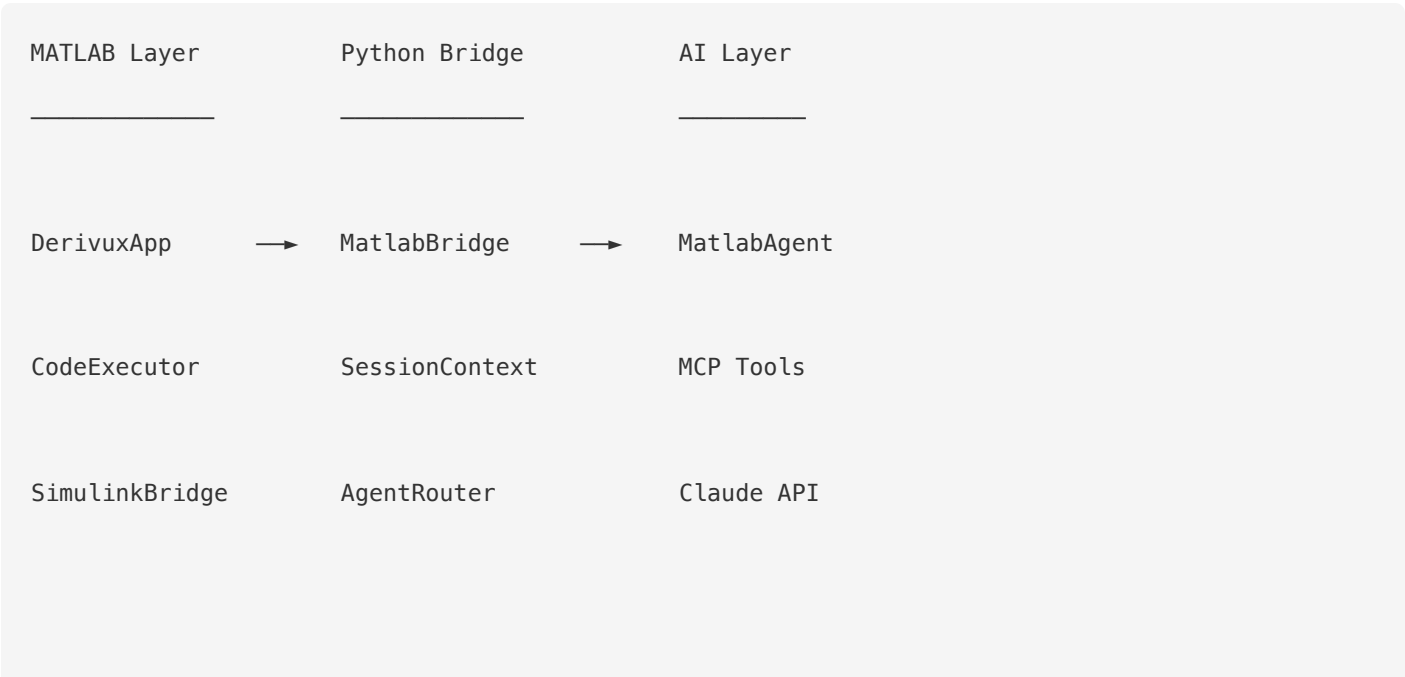 MATLAB Layer Python Bridge AI Layer
───────────── ───────────── ─────────
DerivuxApp ──► MatlabBridge ──► MatlabAgent
CodeExecutor SessionContext MCP Tools
SimulinkBridge AgentRouter Claude API